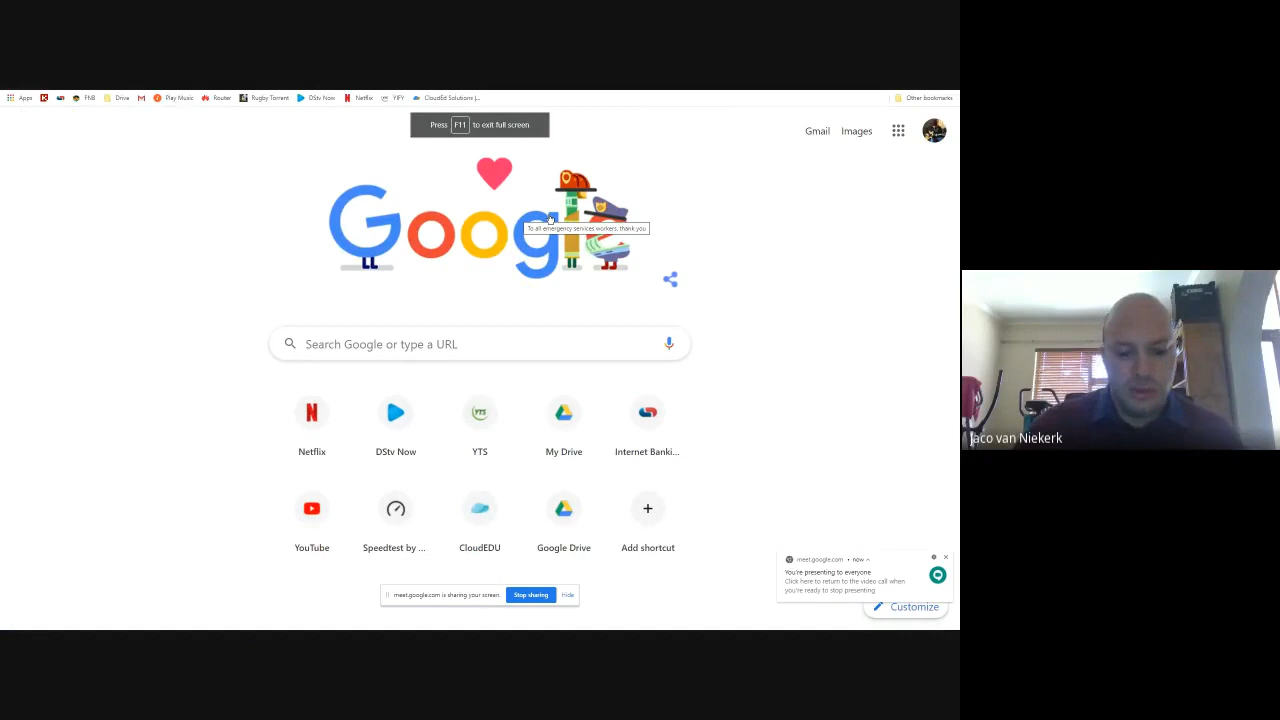 Apps FNB Drive Play Music Router Rugby Torrent DStv Now Netflix YIFY CloudEd Solutions (... Other bookmarks
Press F11 to exit full screen
Gmail Images
Google
To all emergency services workers, thank you
Search Google or type a URL
YTS
Netflix DStv Now YTS My Drive Internet Banki...
YouTube Speedtest by ... CloudEDU Google Drive Add shortcut
meet.google.com • now
You're presenting to everyone
Click here to return to the video call when
you're ready to stop presenting
meet.google.com is sharing your screen. Stop sharing Hide
Customize
Jaco van Niekerk